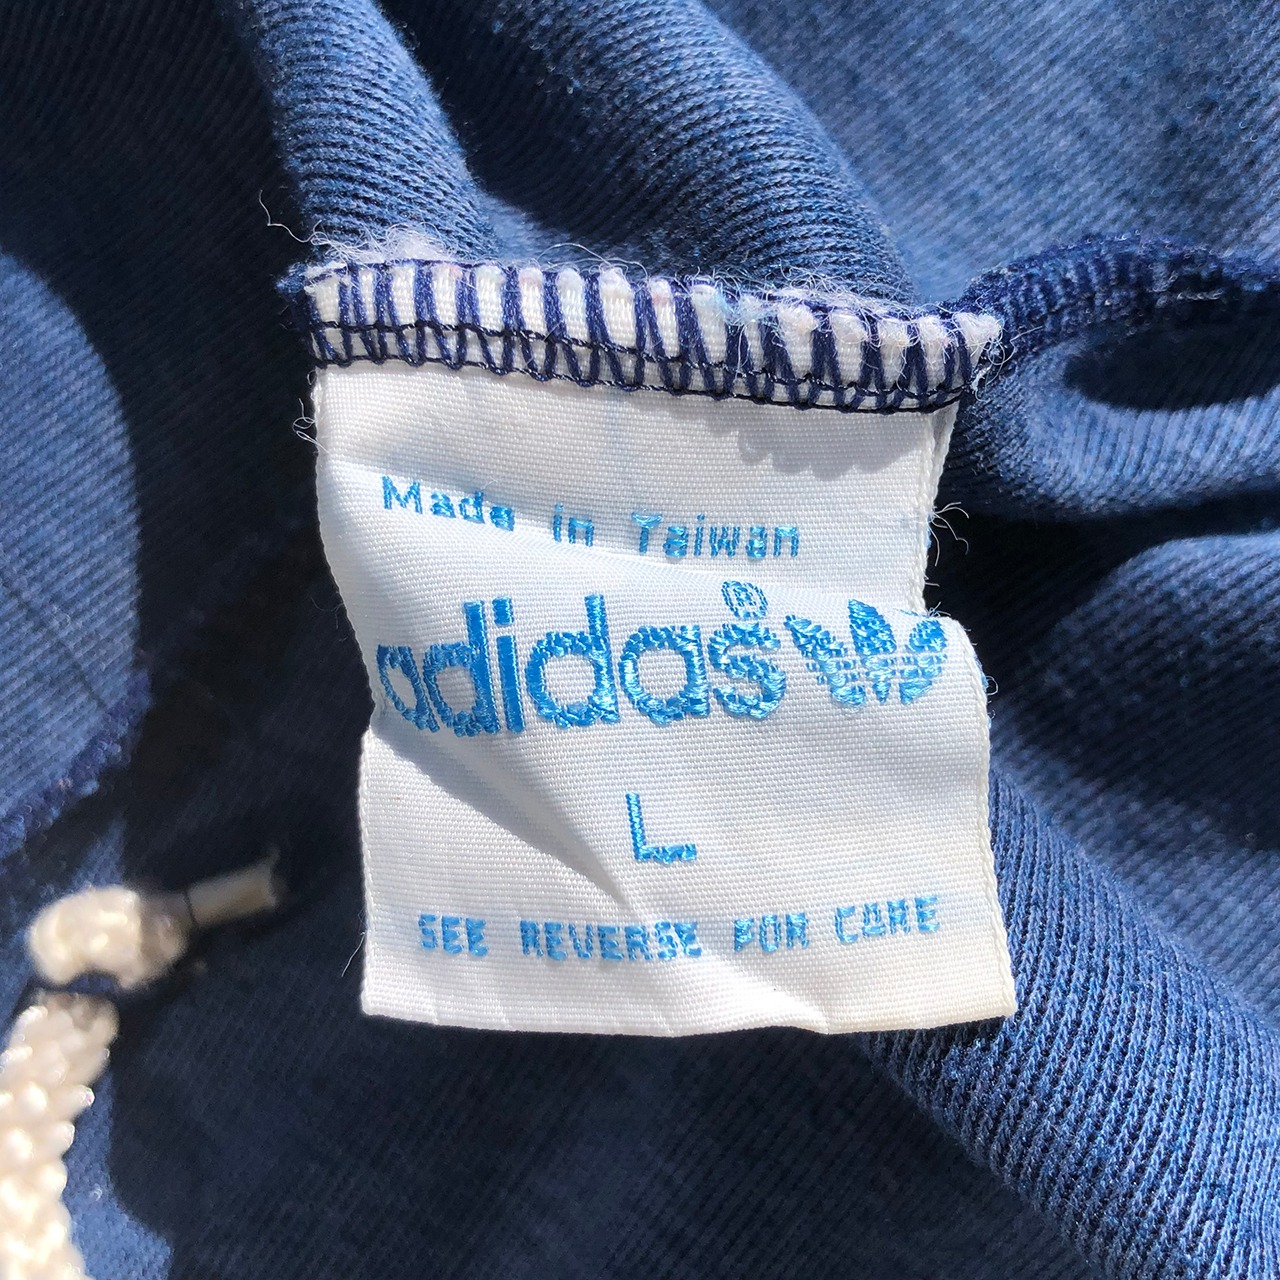 Made in Taiwan
adidas®
L
SEE REVERSE FOR CARE